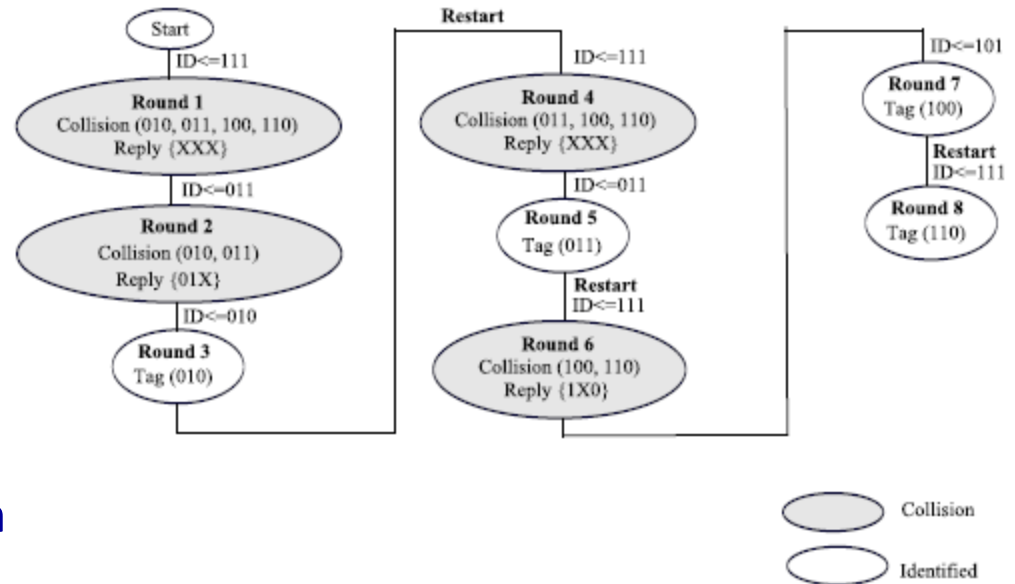 Start
ID<=111
Round 1
Collision (010, 011, 100, 110)
Reply {XXX}
ID<=011
Round 2
Collision (010, 011)
Reply {01X}
ID<=010
Round 3
Tag (010)
Restart
ID<=111
Round 4
Collision (011, 100, 110)
Reply {XXX}
ID<=011
Round 5
Tag (011)
Restart
ID<=111
Round 6
Collision (100, 110)
Reply {1X0}
ID<=101
Round 7
Tag (100)
Restart
ID<=111
Round 8
Tag (110)
Collision
Identified